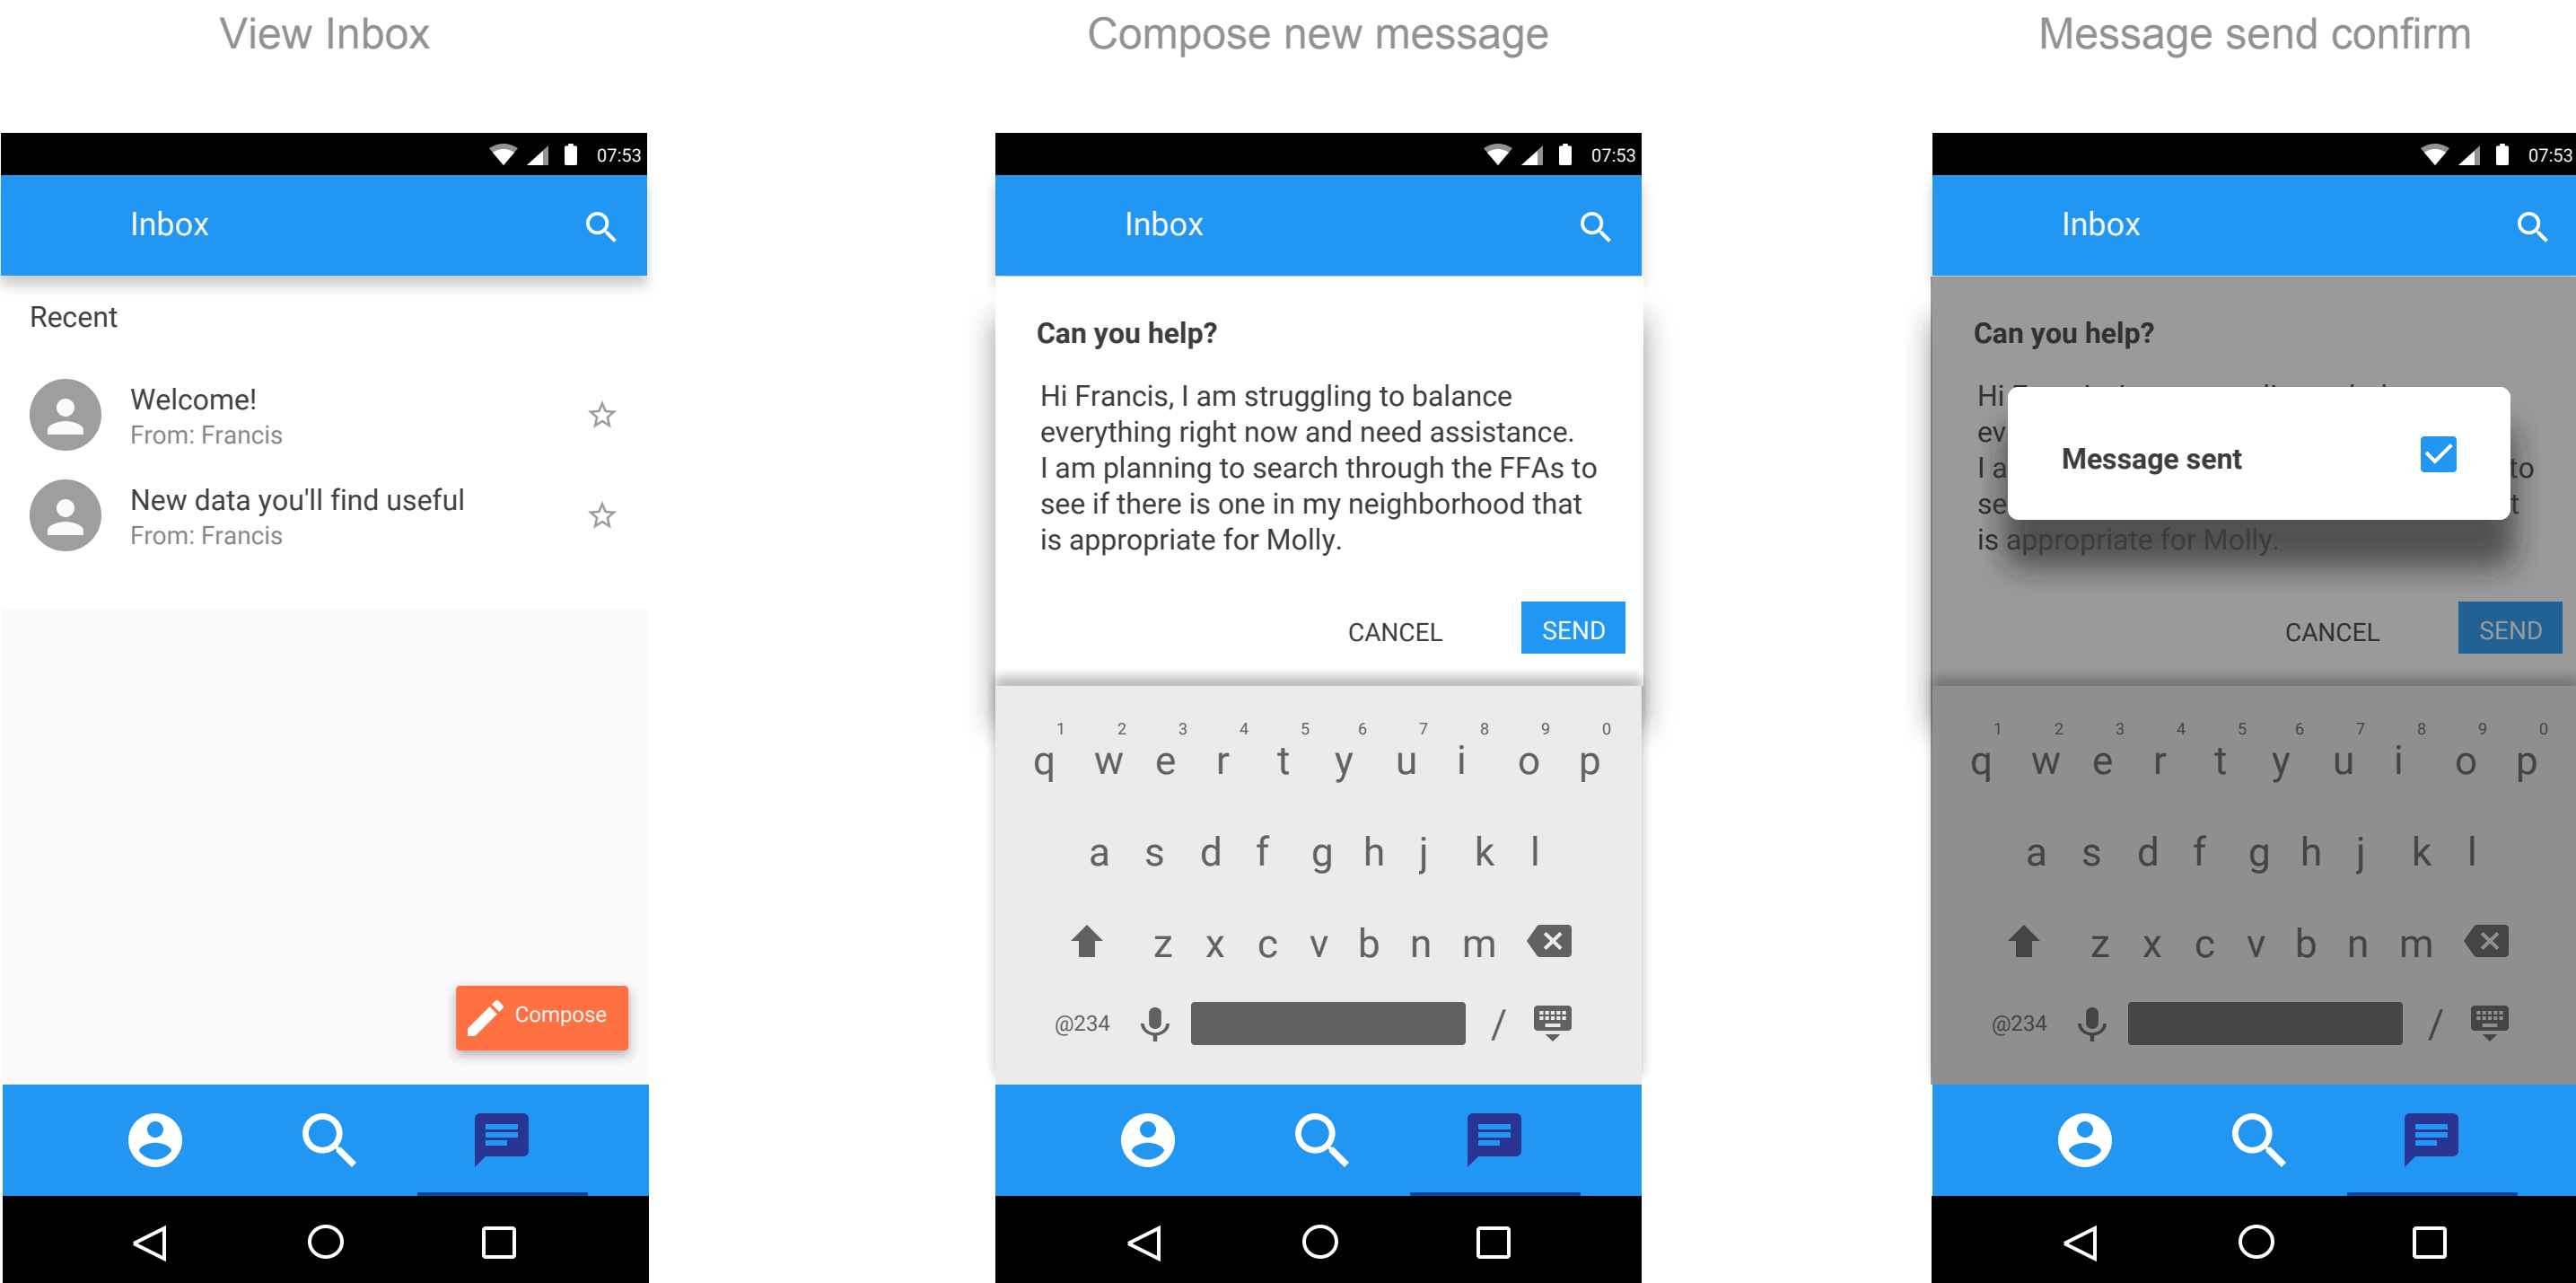 View Inbox
Compose new message
Message send confirm
07:53
Inbox
Recent
Welcome!
From: Francis
New data you'll find useful
From: Francis
Compose
07:53
Inbox
Can you help?
Hi Francis, I am struggling to balance
everything right now and need assistance.
I am planning to search through the FFAs to
see if there is one in my neighborhood that
is appropriate for Molly.
CANCEL SEND
1 2 3 4 5 6 7 8 9 0
q w e r t y u i o p
a s d f g h j k l
z x c v b n m
@234 /
07:53
Inbox
Can you help?
Hi
Message sent
to
is appropriate for Molly.
CANCEL SEND
1 2 3 4 5 6 7 8 9 0
q w e r t y u i o p
a s d f g h j k l
z x c v b n m
@234 /